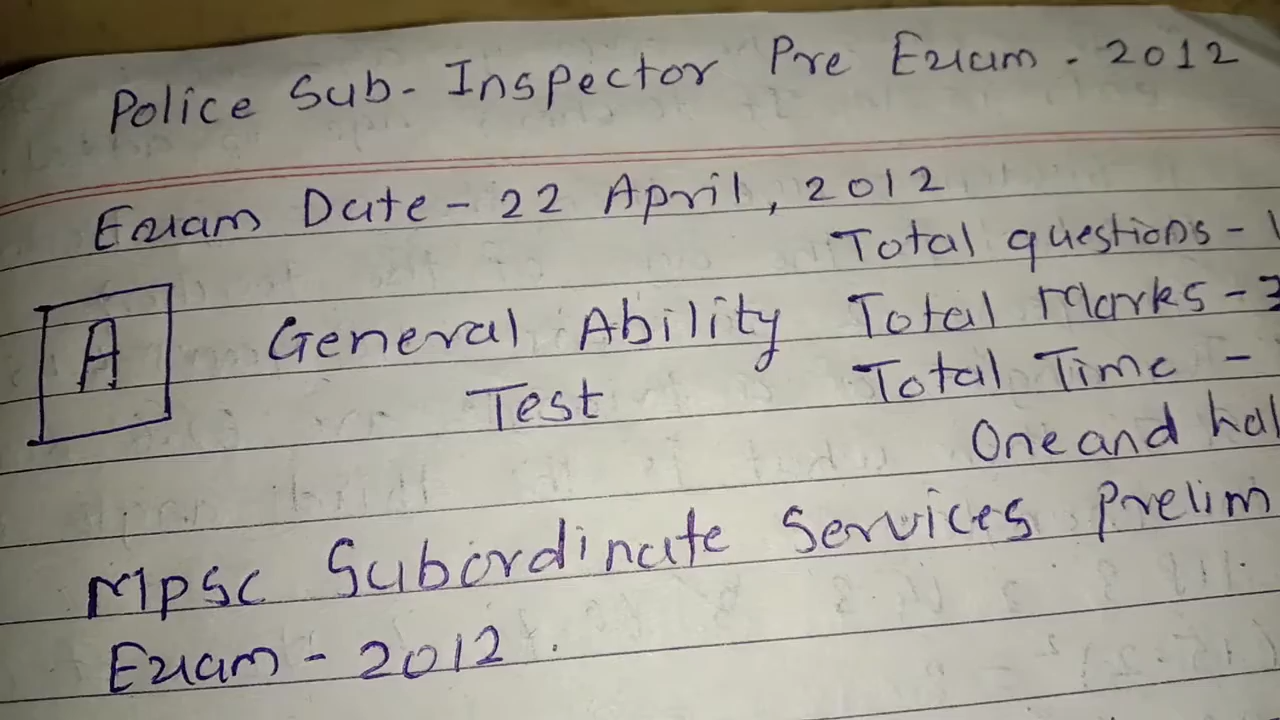 Police Sub-Inspector Pre Exam - 2012
Exam Date - 22 April, 2012
Total questions -
A General Ability Total Marks -
Test Total Time -
One and
MPSC Subordinate Services Prelim
Exam - 2012.